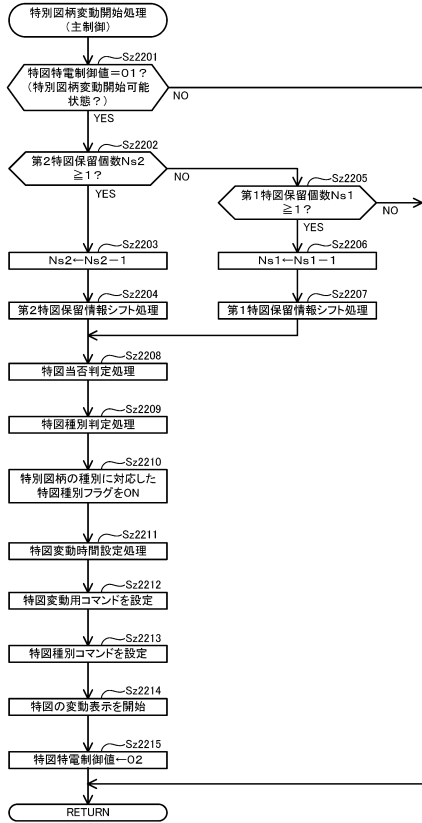 特別図柄変動開始処理
（主制御）
Sz2201
特図特電制御値＝01？
（特別図柄変動開始可能
状態？）
NO
YES
Sz2202
第2特図保留個数Ns2
≧1？
NO
YES
Sz2205
第1特図保留個数Ns1
≧1？
NO
YES
Sz2203
Ns2←Ns2－1
Sz2206
Ns1←Ns1－1
Sz2204
第2特図保留情報シフト処理
Sz2207
第1特図保留情報シフト処理
Sz2208
特図当否判定処理
Sz2209
特図種別判定処理
Sz2210
特別図柄の種別に対応した
特図種別フラグをON
Sz2211
特図変動時間設定処理
Sz2212
特図変動用コマンドを設定
Sz2213
特図種別コマンドを設定
Sz2214
特図の変動表示を開始
Sz2215
特図特電制御値←02
RETURN